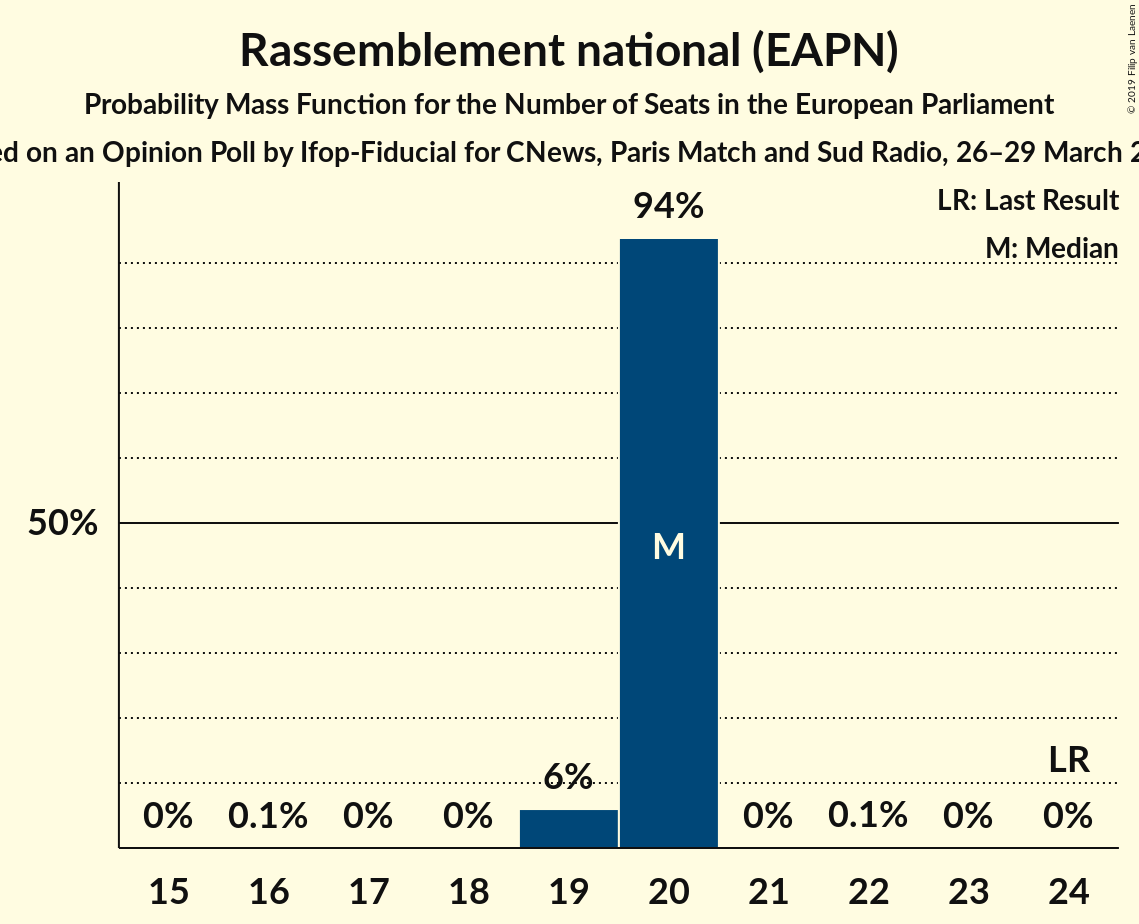 Rassemblement national (EAPN)
Probability Mass Function for the Number of Seats in the European Parliament
on an Opinion Poll by Ifop-Fiducial for CNews, Paris Match and Sud Radio, 26–29 March
© 2019 Filip van Laenen
LR: Last Result
M: Median
94%
50%
M
LR
6%
0% 0.1% 0% 0% 0% 0.1% 0% 0%
15 16 17 18 19 20 21 22 23 24